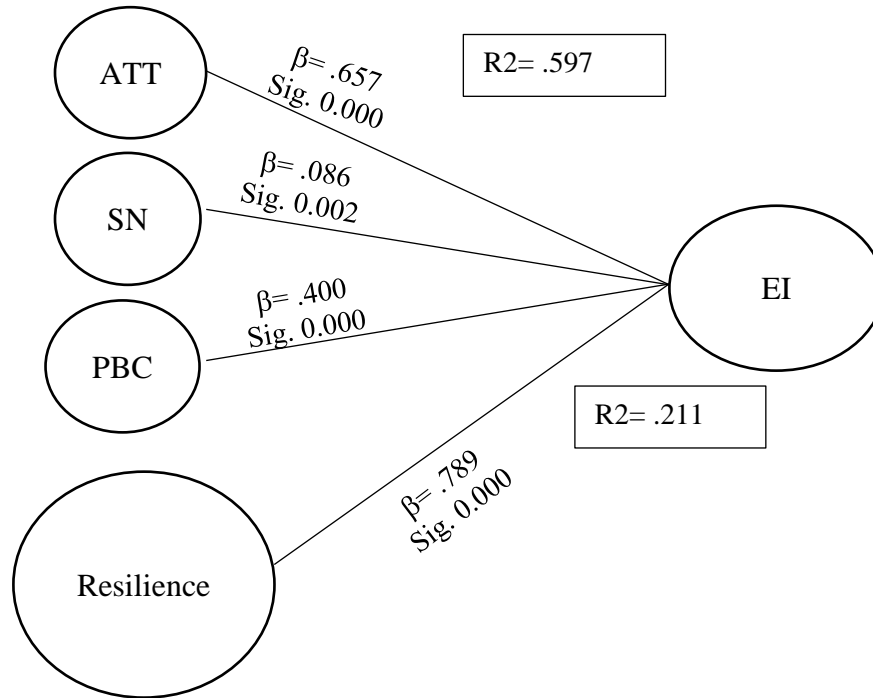 ATT
β= .657
Sig. 0.000
R2= .597
SN
β= .086
Sig. 0.002
EI
PBC
β= .400
Sig. 0.000
R2= .211
Resilience
β= .789
Sig. 0.000